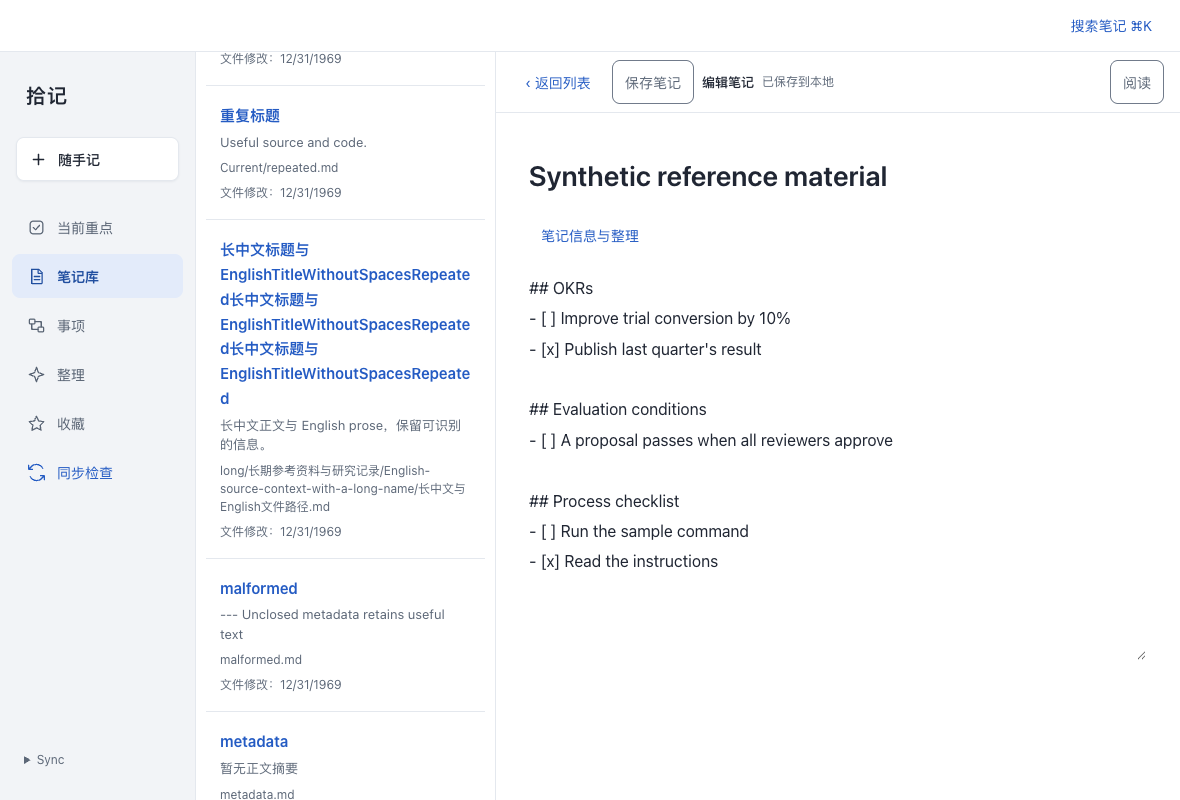 搜索笔记 ⌘K
拾记
随手记
当前重点
笔记库
事项
整理
收藏
同步检查
Sync
文件修改：12/31/1969
重复标题
Useful source and code.
Current/repeated.md
文件修改：12/31/1969
长中文标题与
EnglishTitleWithoutSpacesRepeate
d长中文标题与
EnglishTitleWithoutSpacesRepeate
d长中文标题与
EnglishTitleWithoutSpacesRepeate
d
长中文正文与 English prose，保留可识别
的信息。
long/长期参考资料与研究记录/English-
source-context-with-a-long-name/长中文与
English文件路径.md
文件修改：12/31/1969
malformed
--- Unclosed metadata retains useful
text
malformed.md
文件修改：12/31/1969
metadata
暂无正文摘要
metadata.md
‹ 返回列表
保存笔记
编辑笔记 已保存到本地
阅读
Synthetic reference material
笔记信息与整理
## OKRs
- [ ] Improve trial conversion by 10%
- [x] Publish last quarter's result
## Evaluation conditions
- [ ] A proposal passes when all reviewers approve
## Process checklist
- [ ] Run the sample command
- [x] Read the instructions